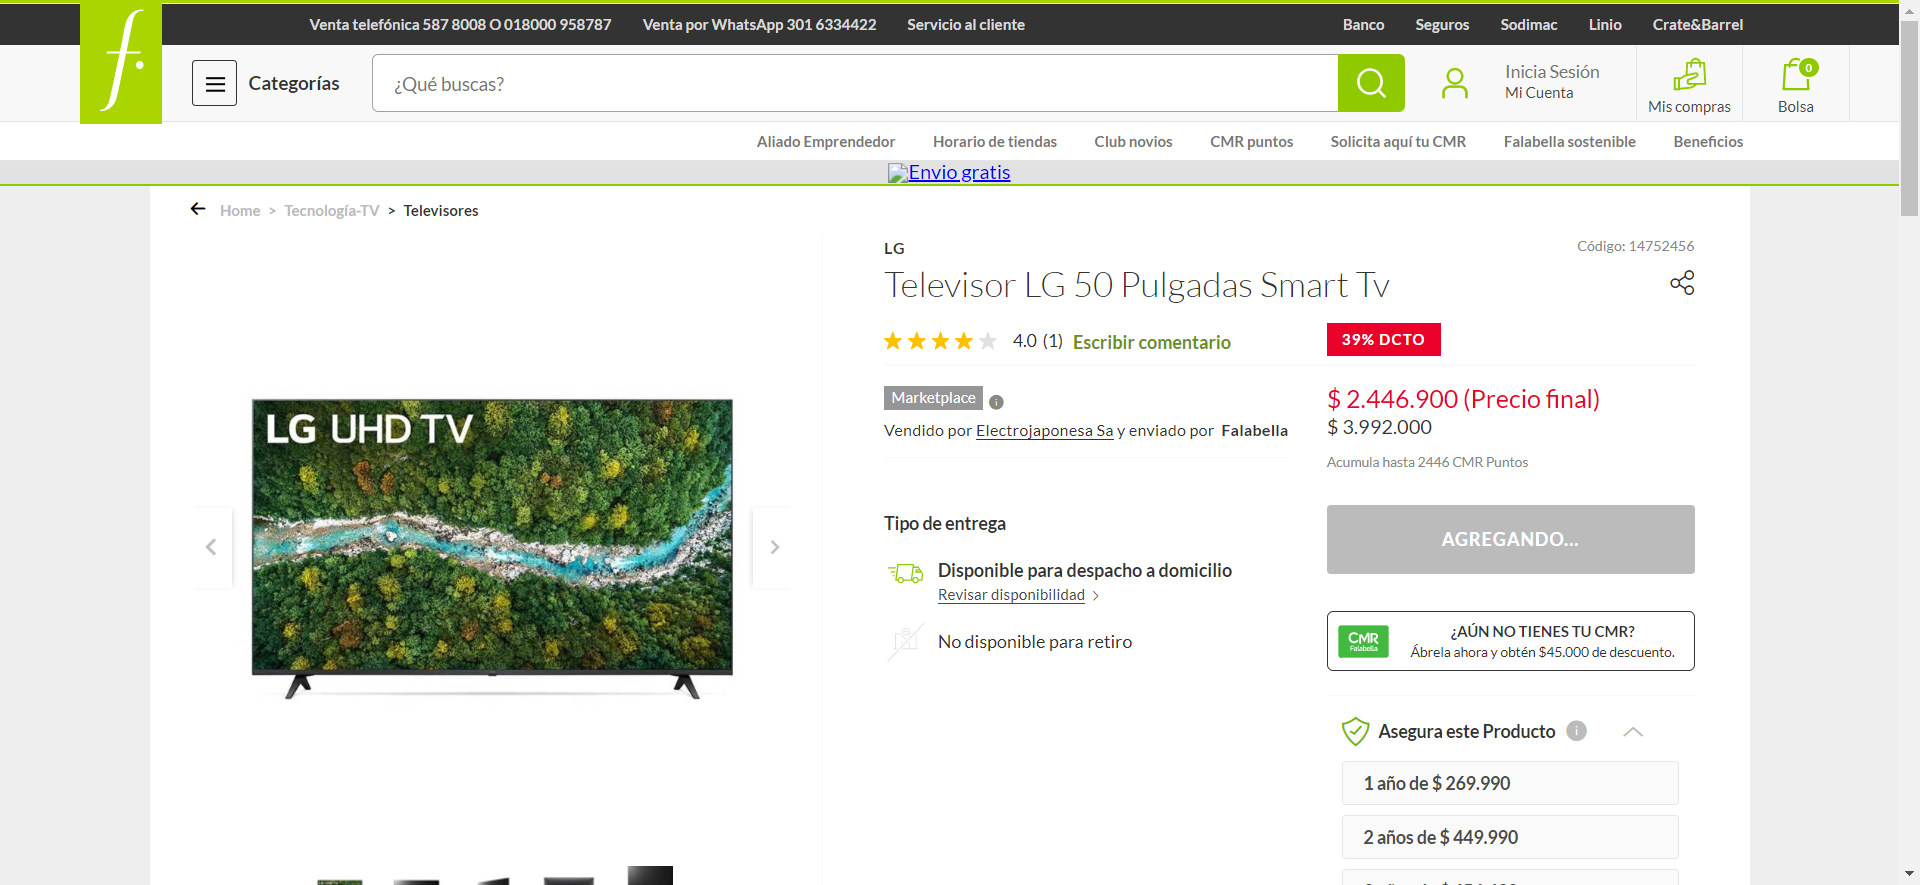 Venta telefónica 587 8008 O 018000 958787 Venta por WhatsApp 301 6334422 Servicio al cliente Banco Seguros Sodimac Linio Crate&Barrel
f.
Categorías ¿Qué buscas? Inicia Sesión
Mi Cuenta
Mis compras
0
Bolsa
Aliado Emprendedor Horario de tiendas Club novios CMR puntos Solicita aquí tu CMR Falabella sostenible Beneficios
Envio gratis
Home > Tecnología-TV > Televisores
LG UHD TV
LG
Código: 14752456
Televisor LG 50 Pulgadas Smart Tv
4.0 (1) Escribir comentario
Marketplace i
Vendido por Electrojaponesa Sa y enviado por Falabella
Tipo de entrega
Disponible para despacho a domicilio
Revisar disponibilidad
No disponible para retiro
39% DCTO
$ 2.446.900 (Precio final)
$ 3.992.000
Acumula hasta 2446 CMR Puntos
AGREGANDO...
CMR
Falabella
¿AÚN NO TIENES TU CMR?
Ábrela ahora y obtén $45.000 de descuento.
Asegura este Producto i
1 año de $ 269.990
2 años de $ 449.990